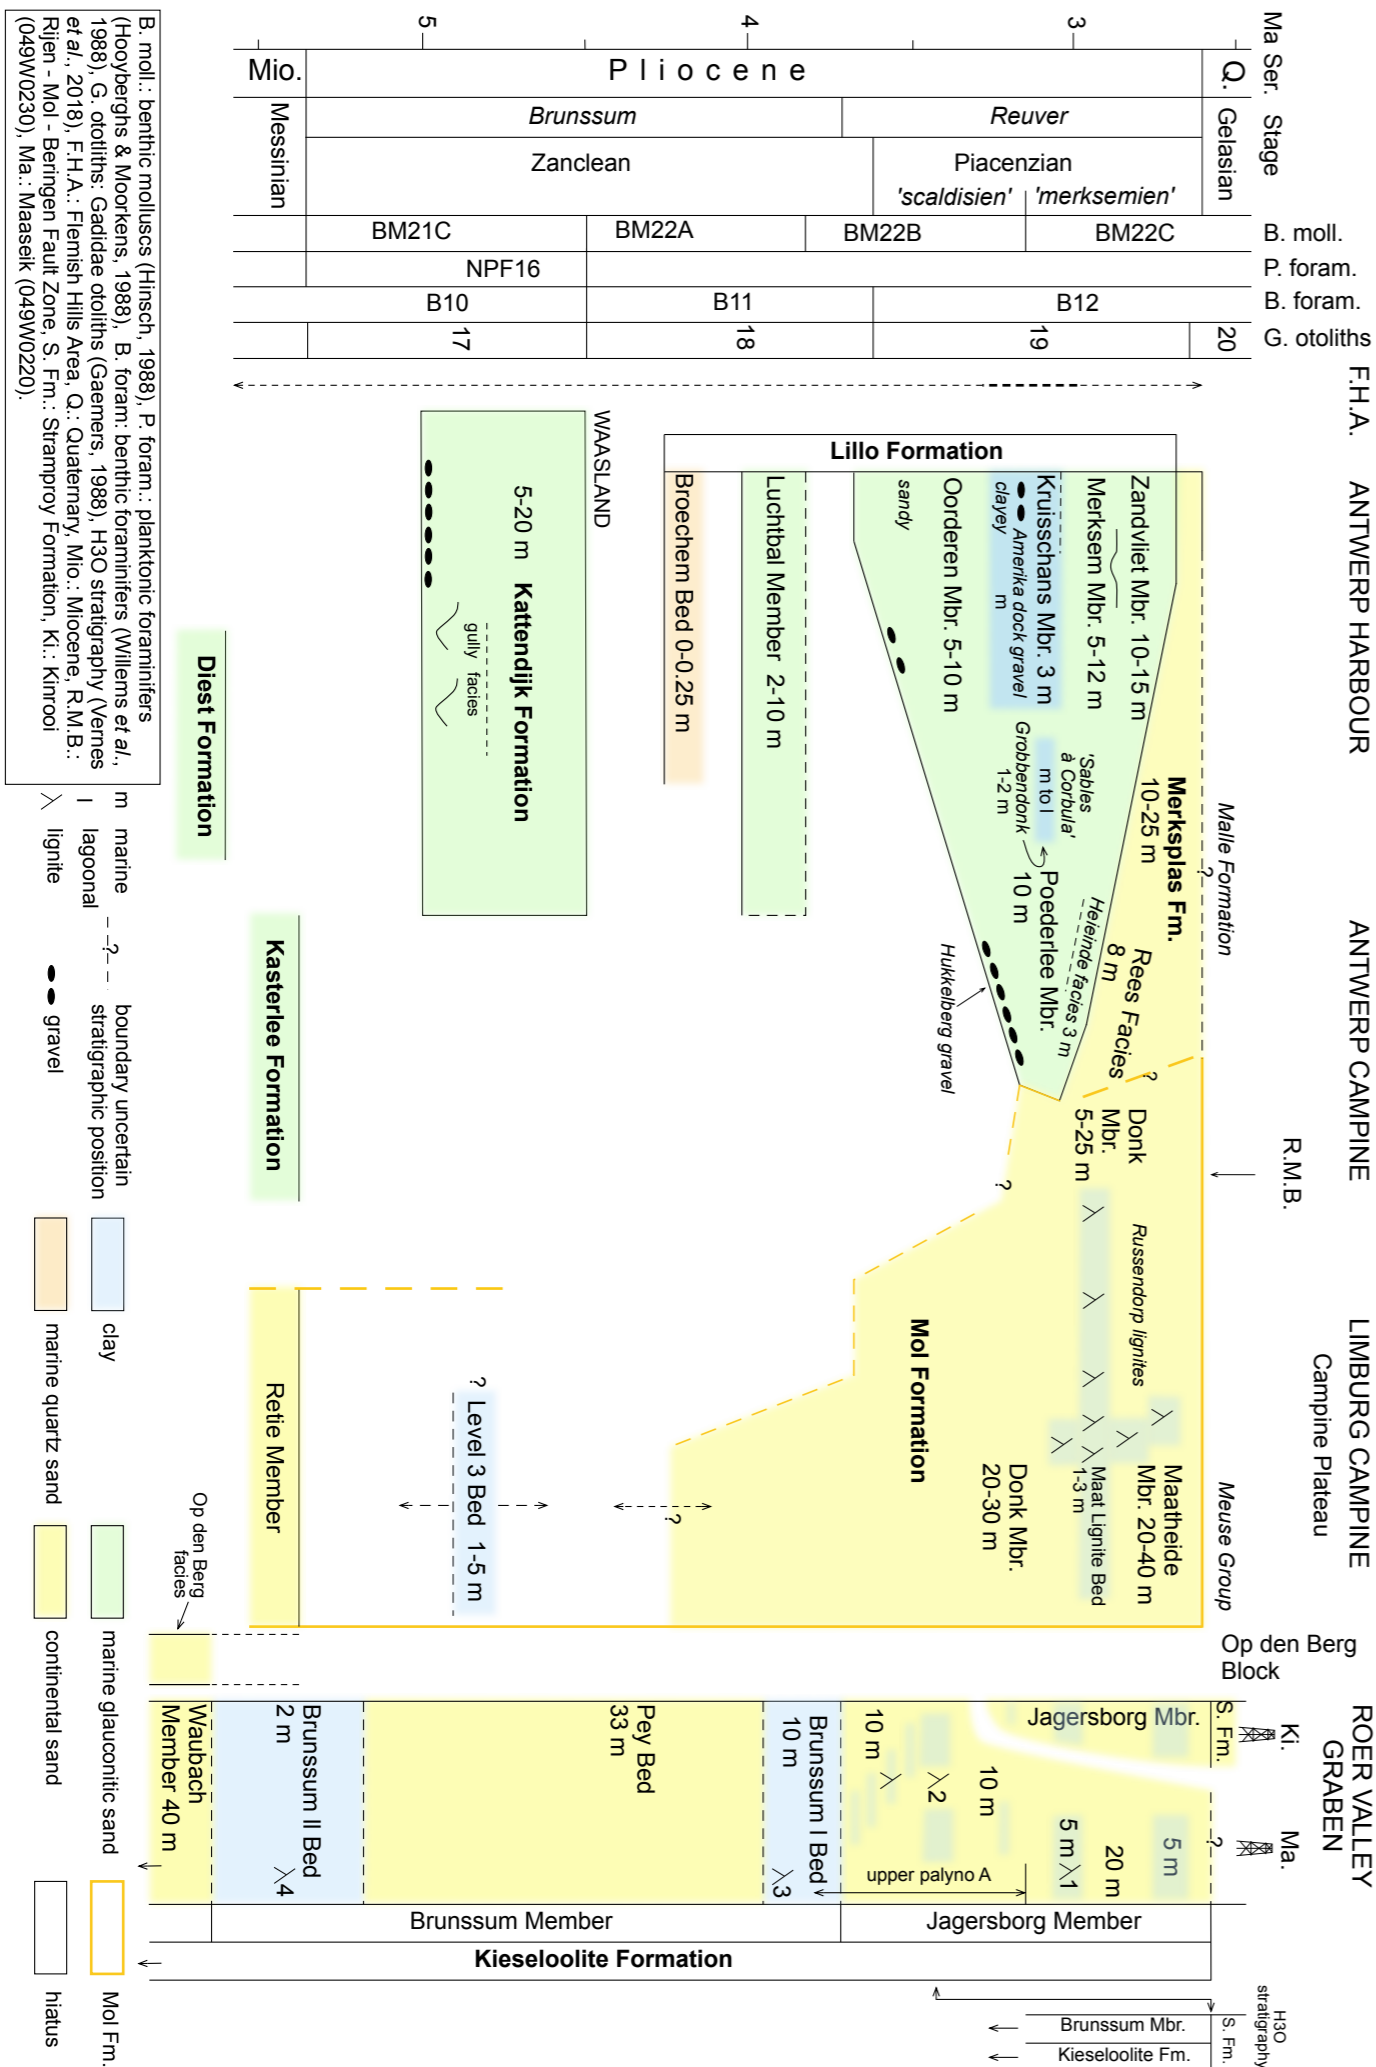 Ma
Ser.
Stage
B. moll.
P. foram.
B. foram.
G. otoliths
F.H.A.
ANTWERP HARBOUR
ANTWERP CAMPINE
R.M.B.
LIMBURG CAMPINE
Campine Plateau
Op den Berg
Block
ROER VALLEY
GRABEN
Ki.
Ma.
3
4
5
Q.
Pliocene
Mio.
Gelasian
Reuver
Brunssum
Piacenzian
'scaldisien'
'merksemien'
Zanclean
Messinian
BM22C
BM22B
BM22A
BM21C
NPF16
B12
B11
B10
20
19
18
17
Lillo Formation
Zandvliet Mbr. 10-15 m
Merksem Mbr. 5-12 m
Kruisschans Mbr. 3 m
Amerika dock gravel
clayey
m
Oorderen Mbr. 5-10 m
sandy
Luchtbal Member 2-10 m
Broechem Bed 0-0.25 m
WAASLAND
5-20 m Kattendijk Formation
gully facies
Diest Formation
Malle Formation
?
Merksplas Fm.
10-25 m
Rees Facies
8 m
?
Heieinde facies 3 m
'Sables
à Corbula'
m to l
Grobbendonk
1-2 m
Poederlee Mbr.
10 m
Hukkelberg gravel
Kasterlee Formation
Donk
Mbr.
5-25 m
?
Russendorp lignites
Mol Formation
Meuse Group
Maatheide
Mbr. 20-40 m
Maat Lignite Bed
1-3 m
Donk Mbr.
20-30 m
?
? Level 3 Bed 1-5 m
Retie Member
Op den Berg
facies
S. Fm.
?
Jagersborg Mbr.
5 m
20 m
5 m
1
10 m
2
10 m
upper palyno A
Brunssum I Bed
10 m
3
Pey Bed
33 m
Brunssum II Bed
2 m
4
Waubach
Member 40 m
Jagersborg Member
Brunssum Member
Kieseloolite Formation
H3O
stratigraphy
S. Fm.
Brunssum Mbr.
Kieseloolite Fm.
B. moll.: benthic molluscs (Hinsch, 1988), P. foram.: planktonic foraminifers
(Hooyberghs & Moorkens, 1988), B. foram: benthic foraminifers (Willems et al.,
1988), G. otoltiths: Gadidae otoliths (Gaemers, 1988), H3O stratigraphy (Vernes
et al., 2018), F.H.A.: Flemish Hills Area, Q.: Quaternary, Mio.: Miocene, R.M.B.:
Rijen - Mol - Beringen Fault Zone, S. Fm.: Stramproy Formation, Ki.: Kinrooi
(049W0230), Ma.: Maaseik (049W0220).
m marine
l lagoonal
lignite
? boundary uncertain
stratigraphic position
gravel
clay
marine quartz sand
marine glauconitic sand
continental sand
Mol Fm.
hiatus